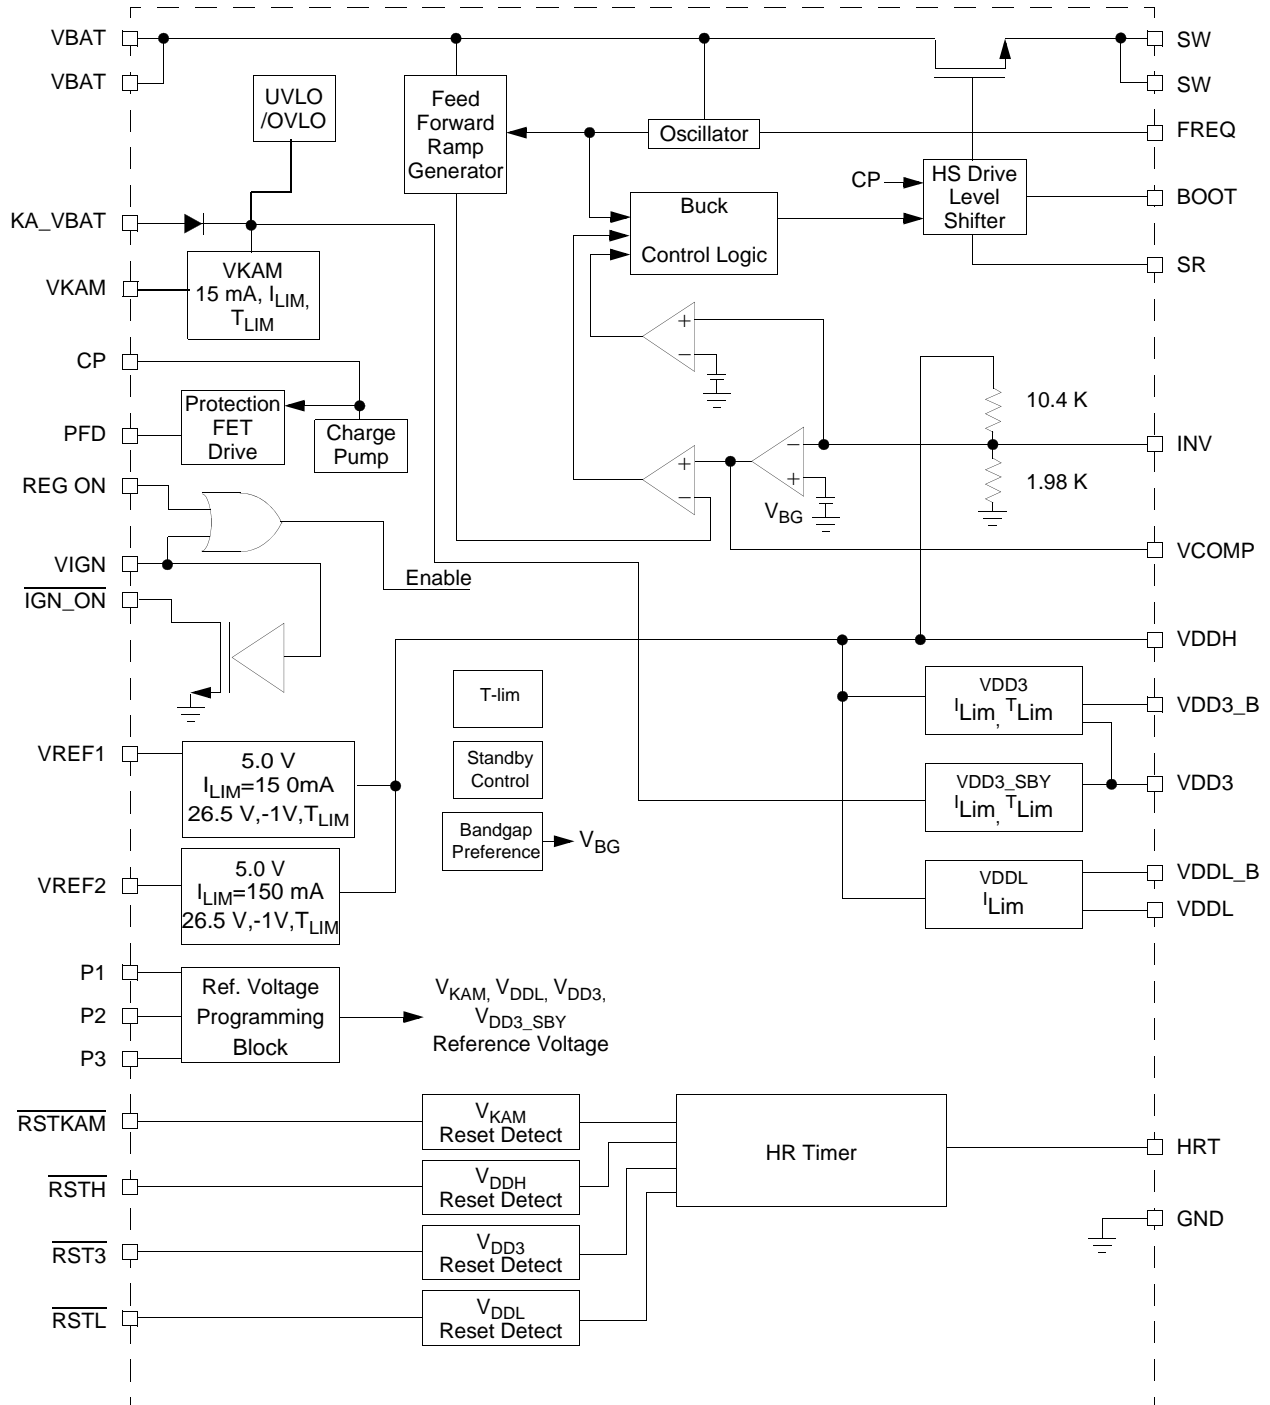 VBAT
SW
VBAT
SW
UVLO
/OVLO
Feed
Forward
Ramp
Generator
Oscillator
FREQ
CP
HS Drive
Level
Shifter
BOOT
Buck
Control Logic
KA_VBAT
SR
VKAM
VKAM
15 mA, ILIM,
TLIM
+
−
CP
10.4 K
Protection
FET
Drive
PFD
Charge
Pump
INV
−
+
+
−
REG ON
1.98 K
VBG
VIGN
VCOMP
Enable
IGN_ON
VDDH
T-lim
VDD3
ILim, TLim
VDD3_B
VREF1
5.0 V
ILIM=15 0mA
26.5 V,-1V,TLIM
Standby
Control
VDD3_SBY
ILim, TLim
VDD3
Bandgap
Preference
VBG
VREF2
5.0 V
ILIM=150 mA
26.5 V,-1V,TLIM
VDDL
ILim
VDDL_B
VDDL
P1
P2
P3
Ref. Voltage
Programming
Block
VKAM, VDDL, VDD3,
VDD3_SBY
Reference Voltage
RSTKAM
VKAM
Reset Detect
HR Timer
HRT
RSTH
VDDH
Reset Detect
GND
RST3
VDD3
Reset Detect
RSTL
VDDL
Reset Detect